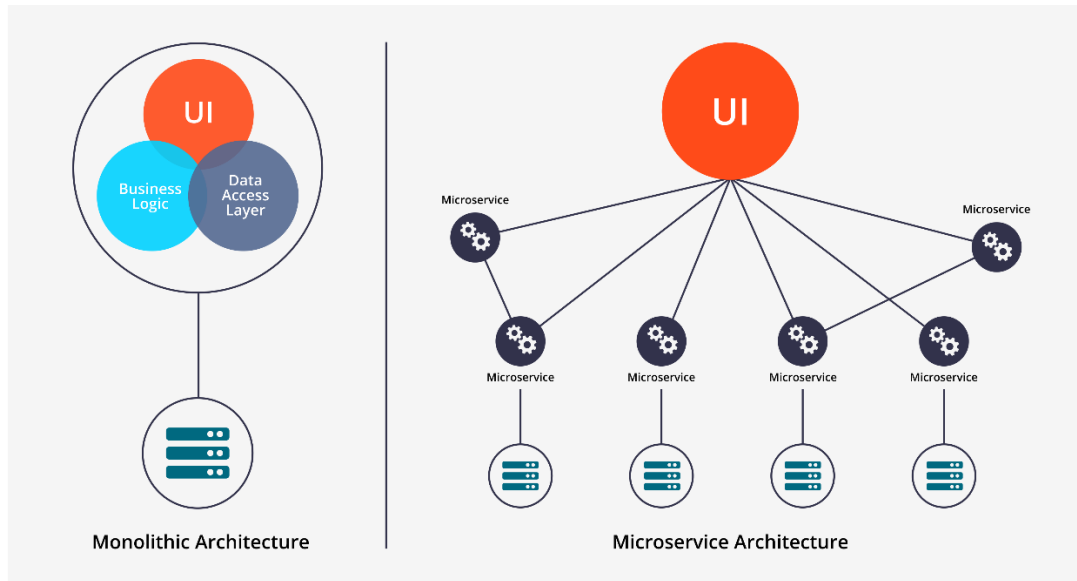 UI
Business
Logic
Data
Access
Layer
Monolithic Architecture
UI
Microservice
Microservice
Microservice
Microservice
Microservice
Microservice
Microservice Architecture